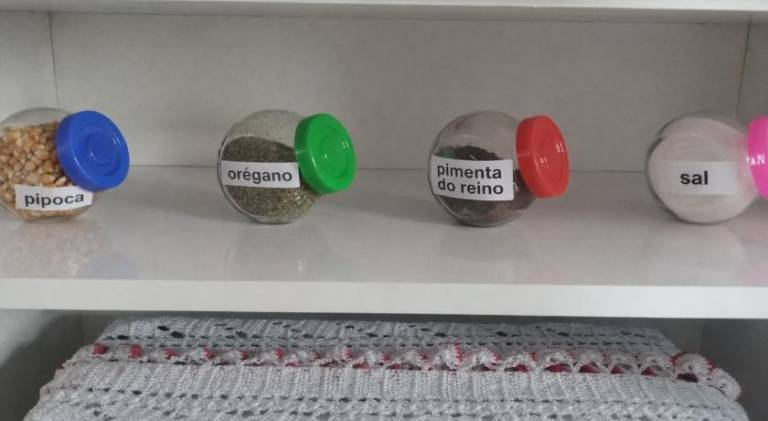 pipoca
orégano
pimenta
do reino
sal